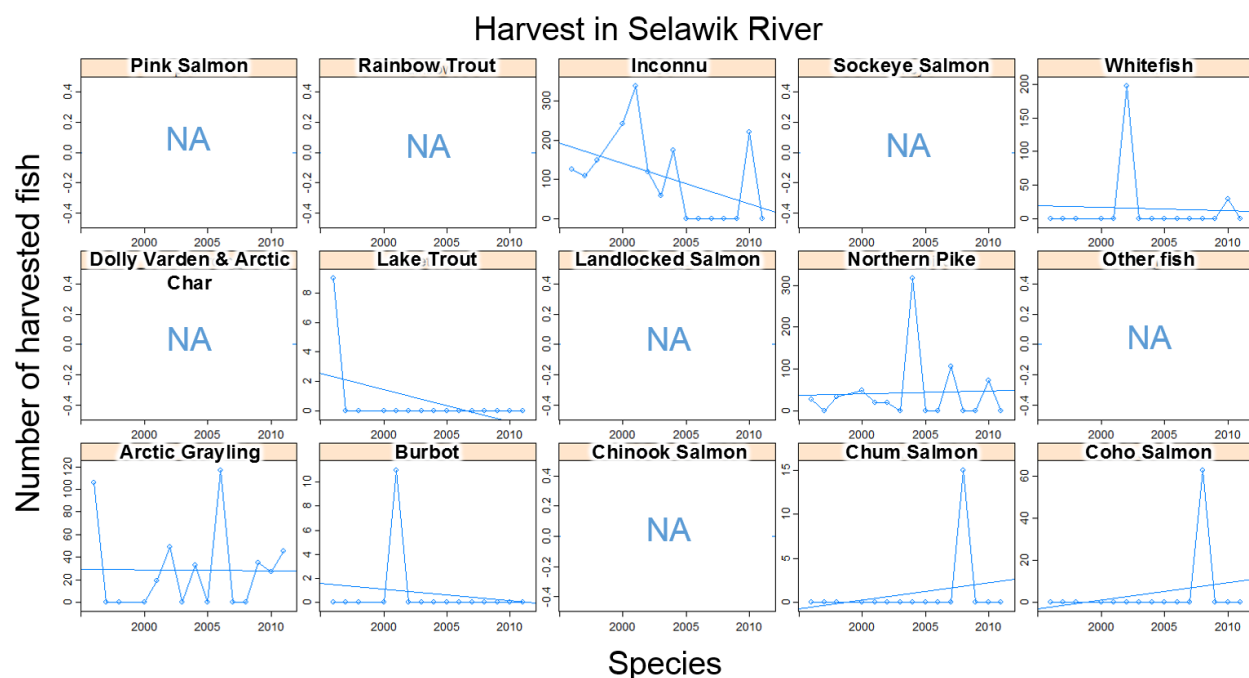 Harvest in Selawik River
Number of harvested fish
Pink Salmon
0.4
0.2
0.0
-0.2
-0.4
NA
2000 2005 2010
Rainbow Trout
0.4
0.2
0.0
-0.2
-0.4
NA
2000 2005 2010
Inconnu
300
200
100
0
2000 2005 2010
Sockeye Salmon
0.4
0.2
0.0
-0.2
-0.4
NA
2000 2005 2010
Whitefish
200
150
100
50
0
2000 2005 2010
Dolly Varden & Arctic
Char
0.4
0.2
0.0
-0.2
-0.4
NA
2000 2005 2010
Lake Trout
8
6
4
2
0
2000 2005 2010
Landlocked Salmon
0.4
0.2
0.0
-0.2
-0.4
NA
2000 2005 2010
Northern Pike
300
200
100
0
2000 2005 2010
Other fish
0.4
0.2
0.0
-0.2
-0.4
NA
2000 2005 2010
Arctic Grayling
120
100
80
60
40
20
0
2000 2005 2010
Burbot
10
8
6
4
2
0
2000 2005 2010
Chinook Salmon
0.4
0.2
0.0
-0.2
-0.4
NA
2000 2005 2010
Chum Salmon
15
10
5
0
2000 2005 2010
Coho Salmon
60
40
20
0
2000 2005 2010
Species